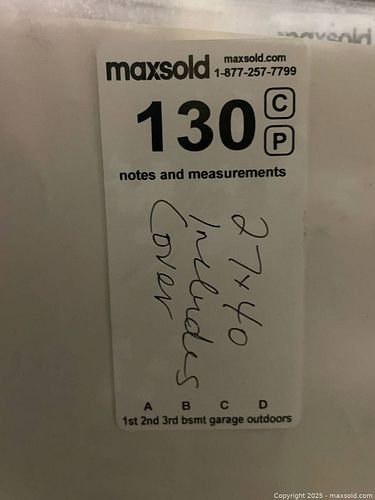 maxsold
maxsold
maxsold.com
1-877-257-7799
130
C
P
notes and measurements
27x40
Includes
Cover
A B C D
1st 2nd 3rd bsmt garage outdoors
Copyright 2025 - maxsold.com